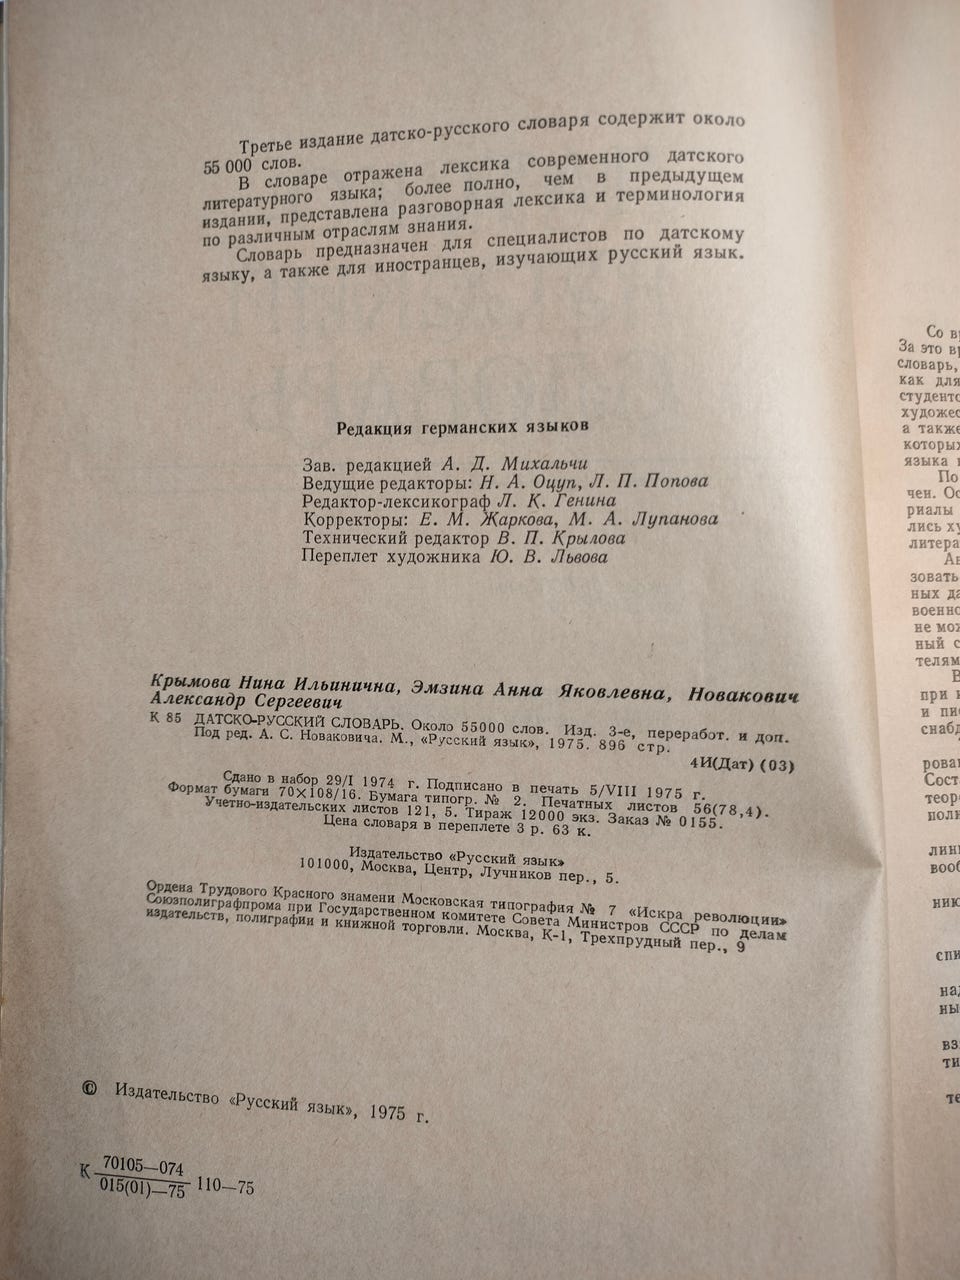 Третье издание датско-русского словаря содержит около
55 000 слов.
В словаре отражена лексика современного датского
литературного языка; более полно, чем в предыдущем
издании, представлена разговорная лексика и терминология
по различным отраслям знания.
Словарь предназначен для специалистов по датскому
языку, а также для иностранцев, изучающих русский язык.
Редакция германских языков
Зав. редакцией А. Д. Михальчи
Ведущие редакторы: Н. А. Оцуп, Л. П. Попова
Редактор-лексикограф Л. К. Генина
Корректоры: Е. М. Жаркова, М. А. Лупанова
Технический редактор В. П. Крылова
Переплет художника Ю. В. Львова
Крымова Нина Ильинична, Эмзина Анна Яковлевна, Новакович
Александр Сергеевич
К 85 ДАТСКО-РУССКИЙ СЛОВАРЬ. Около 55000 слов. Изд. 3-е, переработ. и доп.
Под ред. А. С. Новаковича. М., «Русский язык», 1975. 896 стр.
4И(Дат) (03)
Сдано в набор 29/I 1974 г. Подписано в печать 5/VIII 1975 г.
Формат бумаги 70×108/16. Бумага типогр. № 2. Печатных листов 56(78,4).
Учетно-издательских листов 121, 5. Тираж 12000 экз. Заказ № 0155.
Цена словаря в переплете 3 р. 63 к.
Издательство «Русский язык»
101000, Москва, Центр, Лучников пер., 5.
Ордена Трудового Красного знамени Московская типография № 7 «Искра революции»
Союзполиграфпрома при Государственном комитете Совета Министров СССР по делам
издательств, полиграфии и книжной торговли. Москва, К-1, Трехпрудный пер., 9
© Издательство «Русский язык», 1975 г.
К 70105—074
015(01)—75 110—75
Со в
За это в
словарь,
как для
студенто
художес
а также
которых
языка
По
чен. Ос
риалы
лись ху
литера
Ав
зовать
ных да
военно
не мож
ный с
телям
В
при
и пи
снабд
рован
Сост
теор
поли
лин
вооб
ник
спи
на
ны
вз
ти
те